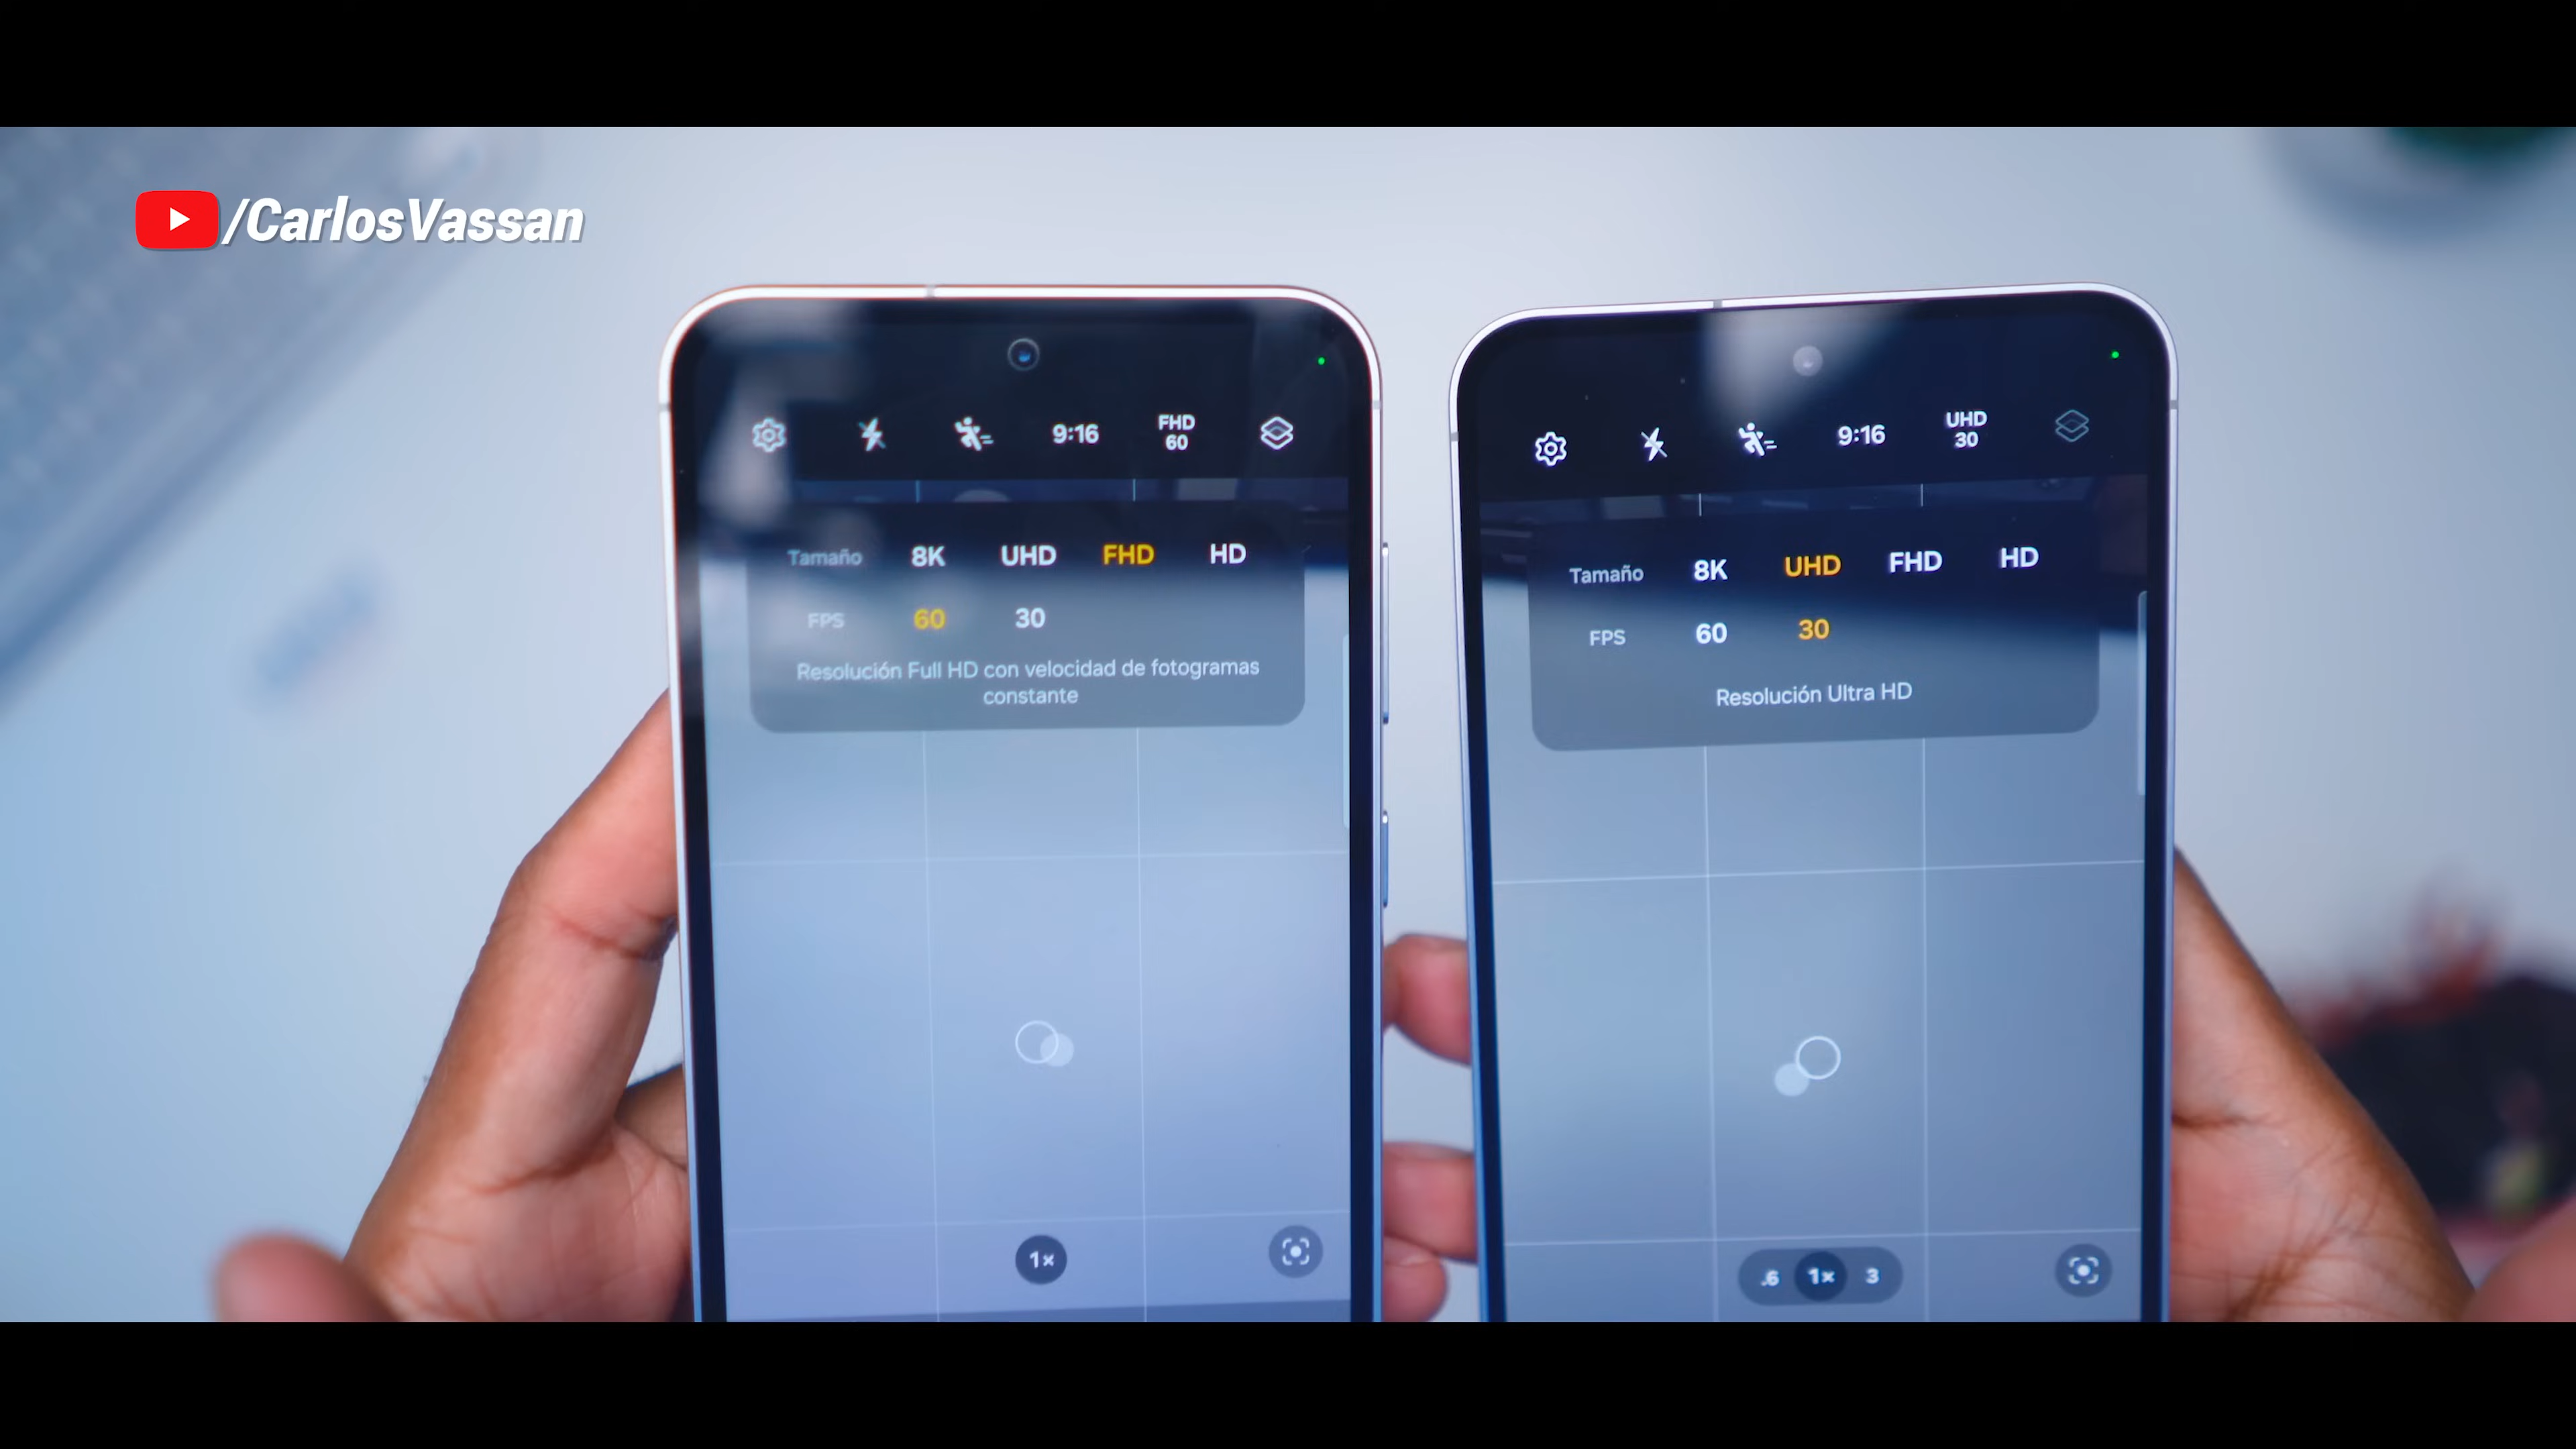 /CarlosVassan
9:16
FHD
60
Tamaño 8K UHD FHD HD
FPS 60 30
Resolución Full HD con velocidad de fotogramas
constante
1x
9:16
UHD
30
Tamaño 8K UHD FHD HD
FPS 60 30
Resolución Ultra HD
.6 1x 3